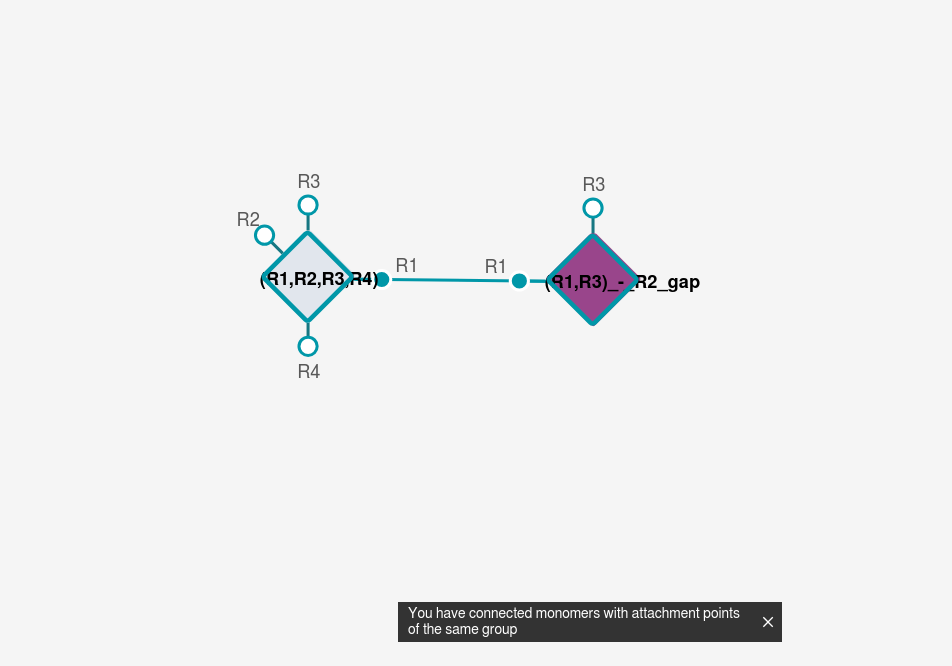 R3
R3
R2
R1
R1
(R1,R2,R3,R4)
(R1,R3)_-_R2_gap
R4
You have connected monomers with attachment points
of the same group